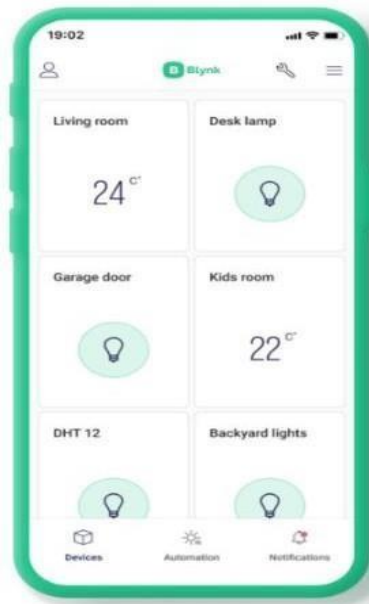 19:02
B Blynk
Living room
Desk lamp
24 C°
Garage door
Kids room
22 C°
DHT 12
Backyard lights
Devices
Automation
Notifications